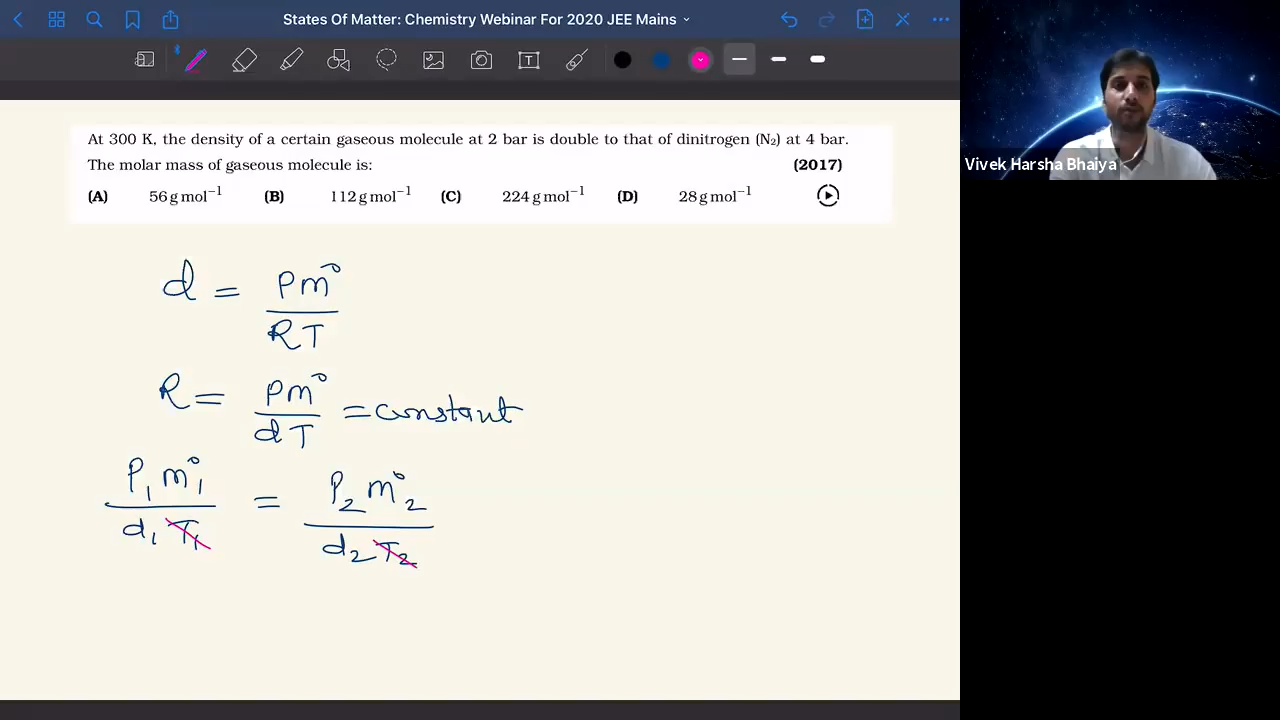 States Of Matter: Chemistry Webinar For 2020 JEE Mains
T
Vivek Harsha Bhaiya
At 300 K, the density of a certain gaseous molecule at 2 bar is double to that of dinitrogen (N₂) at 4 bar.
The molar mass of gaseous molecule is: (2017)
(A) 56 g mol⁻¹ (B) 112 g mol⁻¹ (C) 224 g mol⁻¹ (D) 28 g mol⁻¹
d = PM° / RT
R = PM° / dT = constant
P₁M°₁ / d₁T₁ = P₂M°₂ / d₂T₂